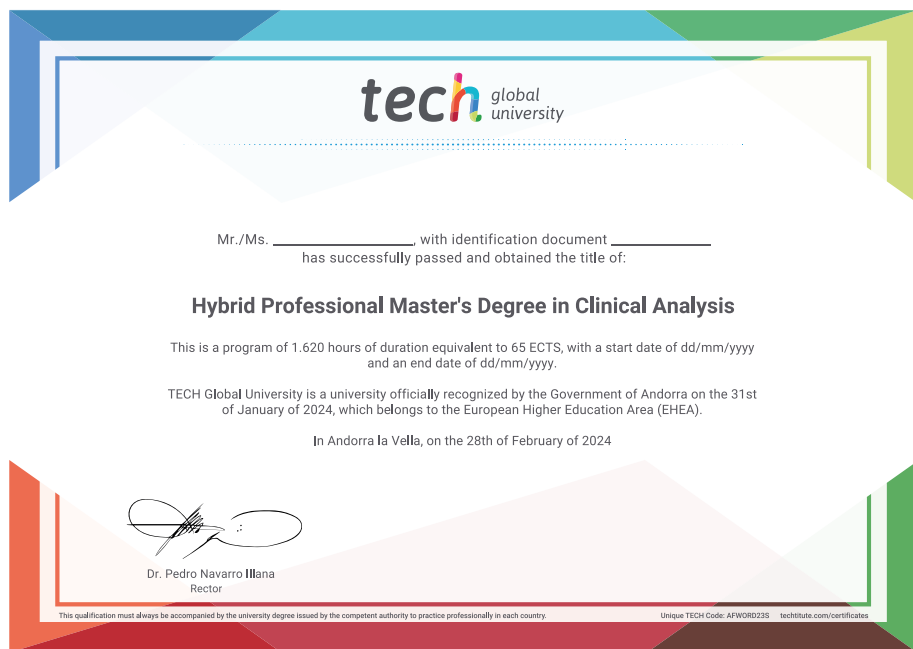 tech global
university
Mr./Ms. ____________, with identification document ____________
has successfully passed and obtained the title of:
Hybrid Professional Master's Degree in Clinical Analysis
This is a program of 1.620 hours of duration equivalent to 65 ECTS, with a start date of dd/mm/yyyy
and an end date of dd/mm/yyyy.
TECH Global University is a university officially recognized by the Government of Andorra on the 31st
of January of 2024, which belongs to the European Higher Education Area (EHEA).
In Andorra la Vella, on the 28th of February of 2024
Dr. Pedro Navarro Illana
Rector
This qualification must always be accompanied by the university degree issued by the competent authority to practice professionally in each country.
Unique TECH Code: AFWORD23S techtitute.com/certificates